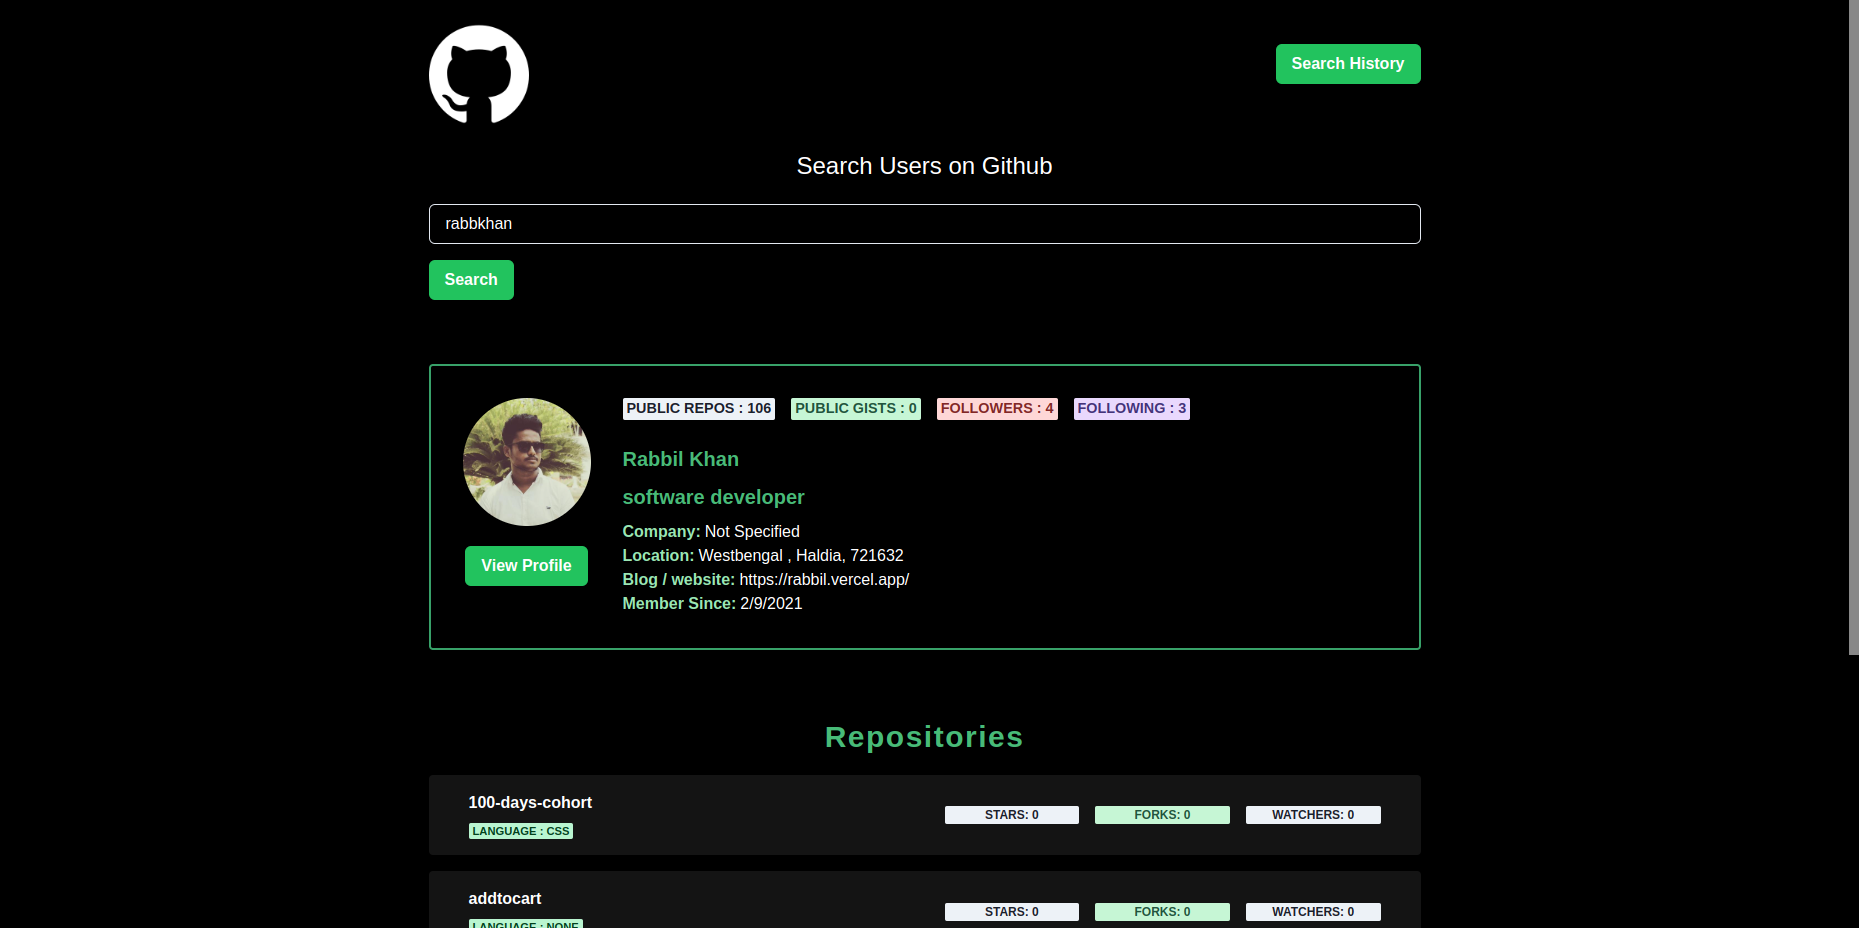 Search History
Search Users on Github
rabbkhan
Search
PUBLIC REPOS : 106 PUBLIC GISTS : 0 FOLLOWERS : 4 FOLLOWING : 3
Rabbil Khan
software developer
Company: Not Specified
Location: Westbengal , Haldia, 721632
Blog / website: https://rabbil.vercel.app/
Member Since: 2/9/2021
View Profile
Repositories
100-days-cohort
LANGUAGE : CSS
STARS: 0 FORKS: 0 WATCHERS: 0
addtocart
LANGUAGE : NONE
STARS: 0 FORKS: 0 WATCHERS: 0